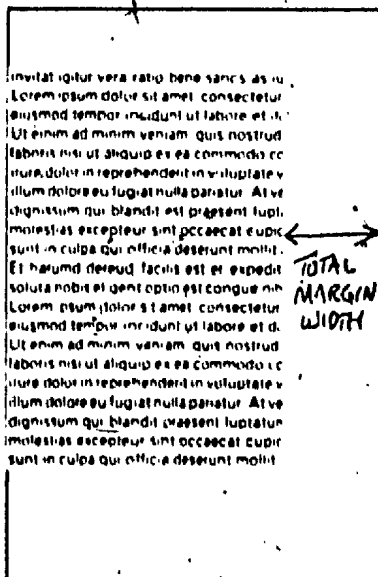 invitat igitur vera ratio bene sancs as iu
Lorem ipsum dolor sit amet consectetur
eiusmod tempor incidunt ut labore et d
Ut enim ad minim veniam quis nostrud
laboris nisi ut aliquip ex ea commodo cc
irure dolor in reprehenderit in voluptate v
illum dolore eu fugiat nulla pariatur At ve
dignissum qui blandit est praesent lupt
molestias excepteur sint occaecat cupic
sunt in culpa qui officia deserunt mollit
Et harumd dereud facilis est er expedit
soluta nobis el gent optio est congue nih
Lorem ipsum dolor sit amet consectetur
eiusmod tempor incidunt ut labore et d
Ut enim ad minim veniam quis nostrud
laboris nisi ut aliquip ex ea commodo cc
irure dolor in reprehenderit in voluptate v
illum dolore eu fugiat nulla pariatur At ve
dignissum qui blandit praesent luptatun
molestias excepteur sint occaecat cupic
sunt in culpa qui officia deserunt mollit
TOTAL
MARGIN
WIDTH